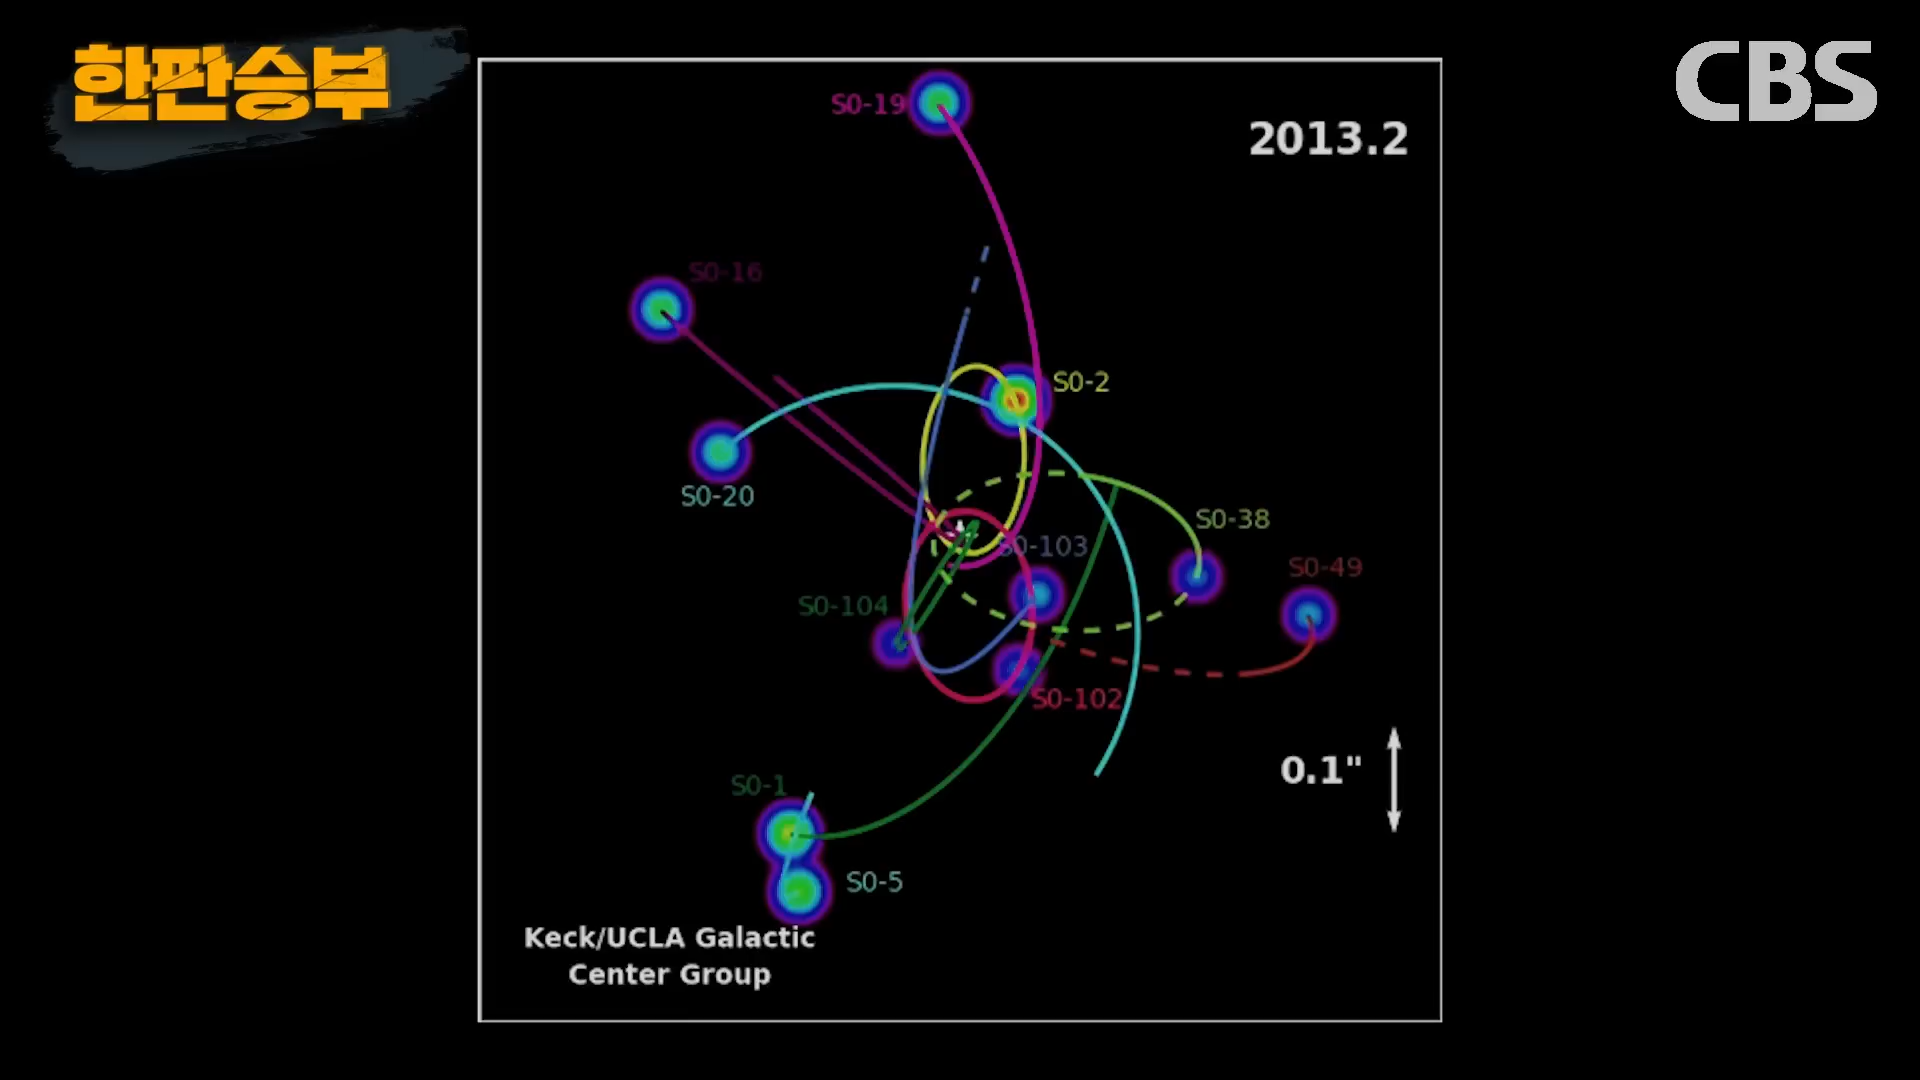 한판승부
CBS
S0-19
2013.2
S0-16
S0-2
S0-20
S0-38
S0-103
S0-49
S0-104
S0-102
0.1"
S0-1
S0-5
Keck/UCLA Galactic
Center Group